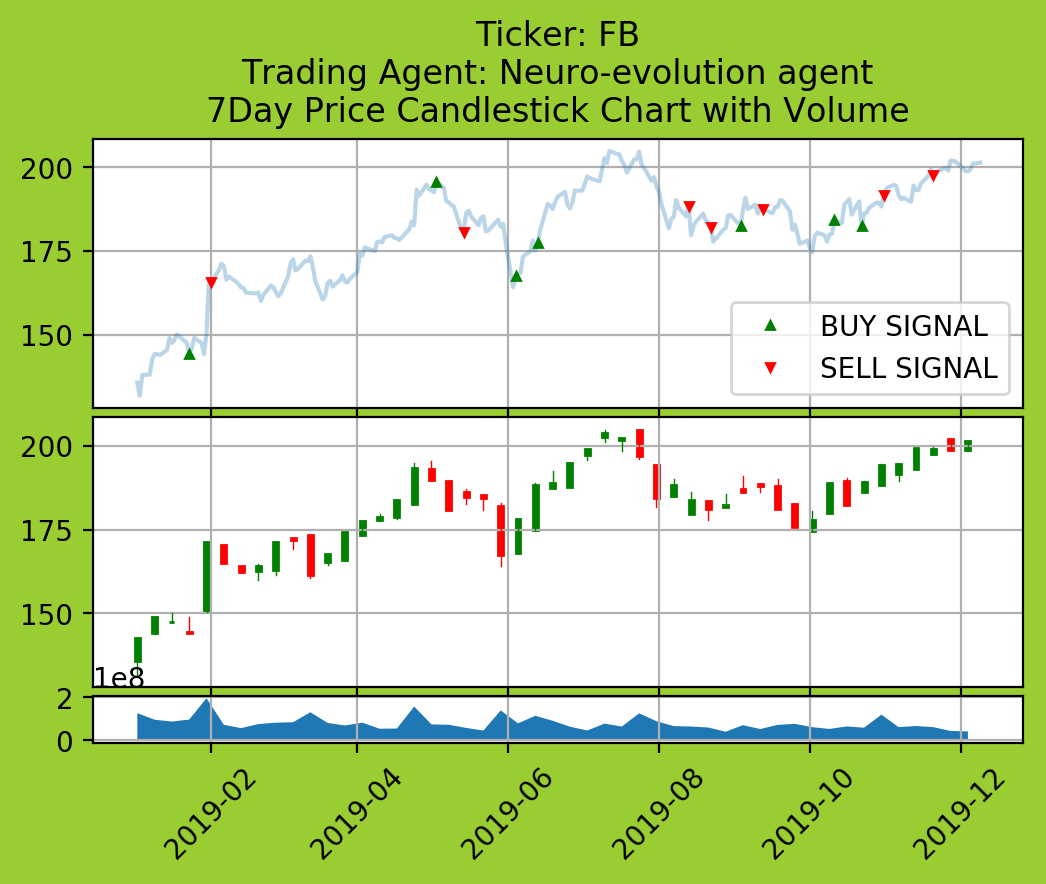 Ticker: FB
Trading Agent: Neuro-evolution agent
7Day Price Candlestick Chart with Volume
200
175
150
BUY SIGNAL
SELL SIGNAL
200
175
150
1e8
2
0
2019-02
2019-04
2019-06
2019-08
2019-10
2019-12